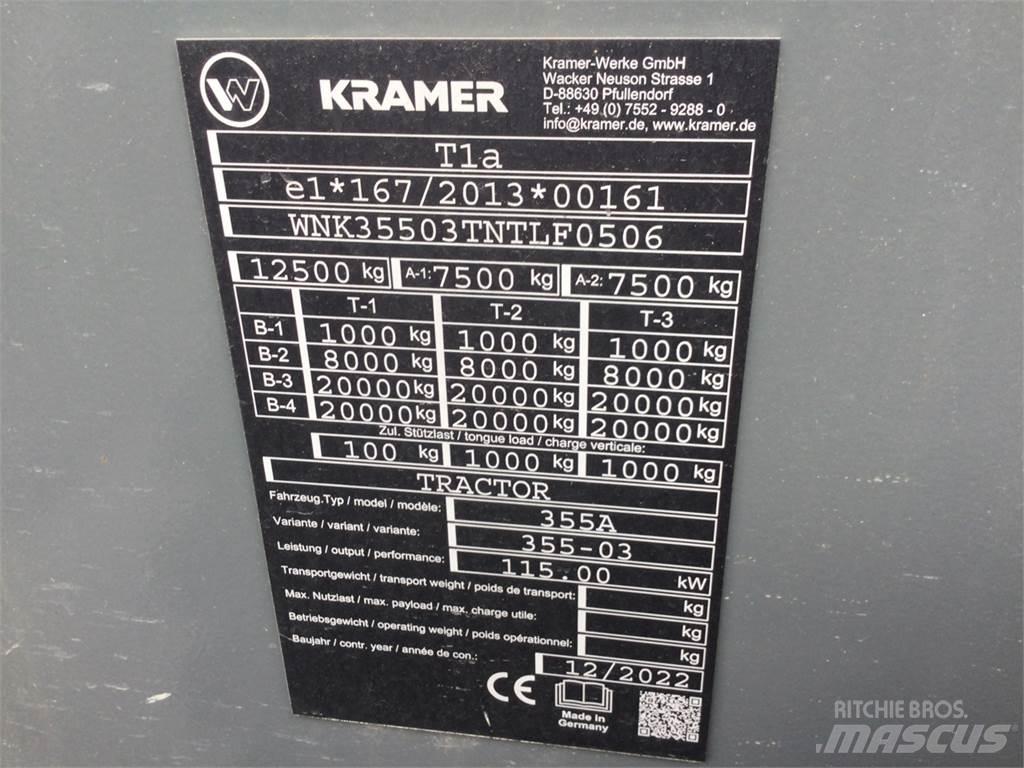 KRAMER
Kramer-Werke GmbH
Wacker Neuson Strasse 1
D-88630 Pfullendorf
Tel.: +49 (0) 7552 - 9288 - 0
info@kramer.de, www.kramer.de
T1a
e1*167/2013*00161
WNK35503TNTLF0506
12500 kg A-1: 7500 kg A-2: 7500 kg
T-1 T-2 T-3
B-1 1000 kg 1000 kg 1000 kg
B-2 8000 kg 8000 kg 8000 kg
B-3 20000 kg 20000 kg 20000 kg
B-4 20000 kg 20000 kg 20000 kg
Zul. Stützlast / tongue load / charge verticale:
100 kg 1000 kg 1000 kg
TRACTOR
Fahrzeug.Typ / model / modèle: 355A
Variante / variant / variante: 355-03
Leistung / output / performance: 115.00 kW
Transportgewicht / transport weight / poids de transport: kg
Max. Nutzlast / max. payload / max. charge utile: kg
Betriebsgewicht / operating weight / poids opérationnel: kg
Baujahr / contr. year / année de con.: 12/2022
CE
Made in
Germany
RITCHIE BROS.
MASCUS